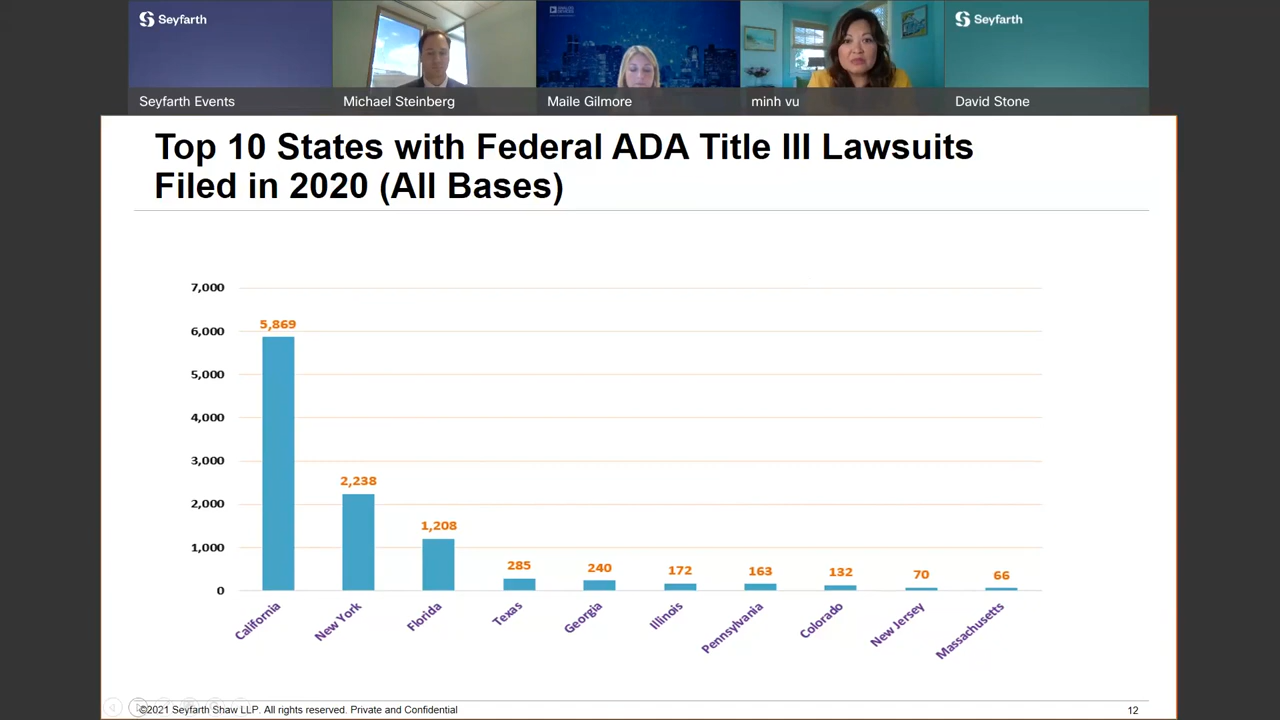 Seyfarth
ANALOG
DEVICES
Seyfarth
Seyfarth Events
Michael Steinberg
Maile Gilmore
minh vu
David Stone
Top 10 States with Federal ADA Title III Lawsuits
Filed in 2020 (All Bases)
7,000
6,000
5,000
4,000
3,000
2,000
1,000
0
5,869
2,238
1,208
285
240
172
163
132
70
66
California
New York
Florida
Texas
Georgia
Illinois
Pennsylvania
Colorado
New Jersey
Massachusetts
©2021 Seyfarth Shaw LLP. All rights reserved. Private and Confidential
12